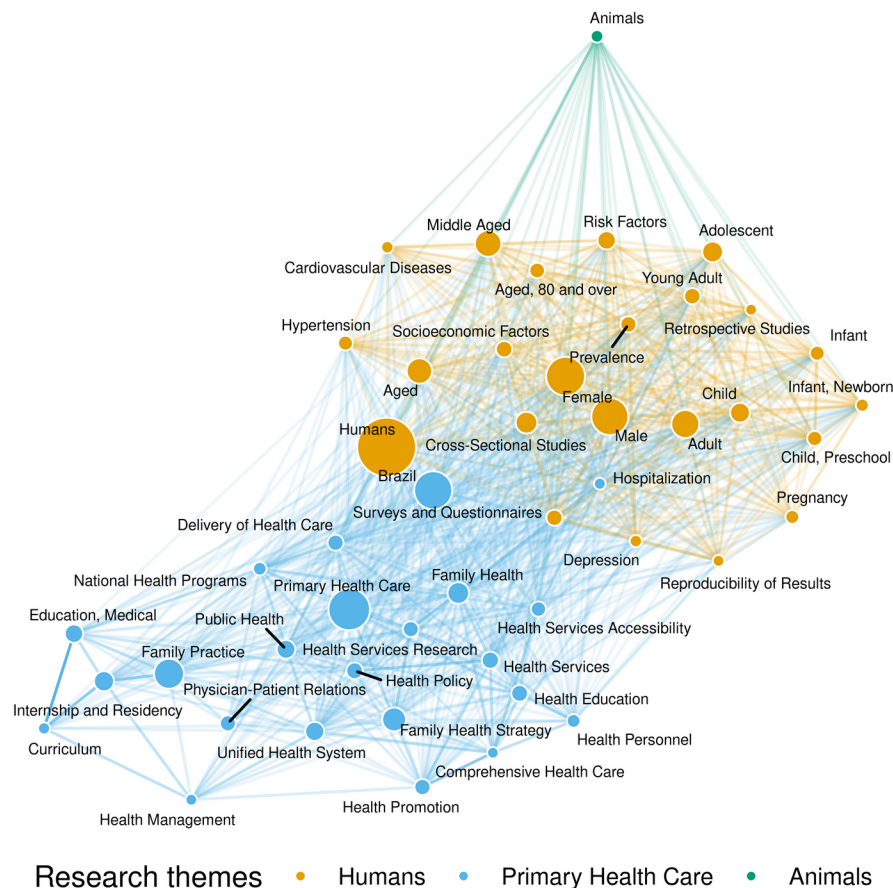 Animals
Middle Aged
Risk Factors
Adolescent
Cardiovascular Diseases
Aged, 80 and over
Young Adult
Hypertension
Socioeconomic Factors
Retrospective Studies
Infant
Prevalence
Aged
Female
Child
Infant, Newborn
Humans
Cross-Sectional Studies
Male
Adult
Child, Preschool
Brazil
Hospitalization
Surveys and Questionnaires
Pregnancy
Delivery of Health Care
Depression
National Health Programs
Primary Health Care
Family Health
Reproducibility of Results
Education, Medical
Public Health
Health Services Accessibility
Family Practice
Health Services Research
Health Services
Physician-Patient Relations
Health Policy
Health Education
Internship and Residency
Curriculum
Unified Health System
Family Health Strategy
Health Personnel
Comprehensive Health Care
Health Management
Health Promotion
Research themes Humans Primary Health Care Animals